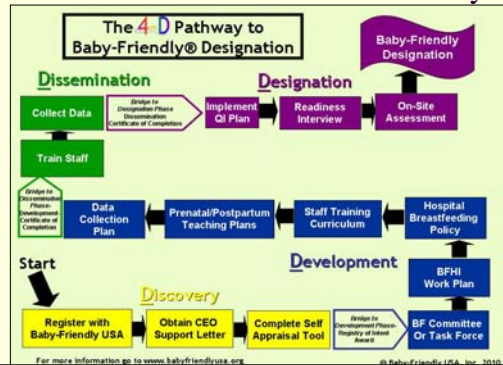 The 4-D Pathway to
Baby-Friendly® Designation
Baby-Friendly
Designation
Dissemination
Designation
Collect Data
Bridge to
Designation Phase
Dissemination
Certificate of Completion
Implement
QI Plan
Readiness
Interview
On-Site
Assessment
Train Staff
Bridge to
Dissemination
Phase-
Development-
Certificate of
Completion
Data
Collection
Plan
Prenatal/Postpartum
Teaching Plans
Staff Training
Curriculum
Hospital
Breastfeeding
Policy
Development
BFHI
Work Plan
Start
Discovery
Register with
Baby-Friendly USA
Obtain CEO
Support Letter
Complete Self
Appraisal Tool
Bridge to
Development Phase-
Registry of Intent
Award
BF Committee
Or Task Force
For more information go to www.babyfriendlyusa.org
© Baby-Friendly USA, Inc. 2010